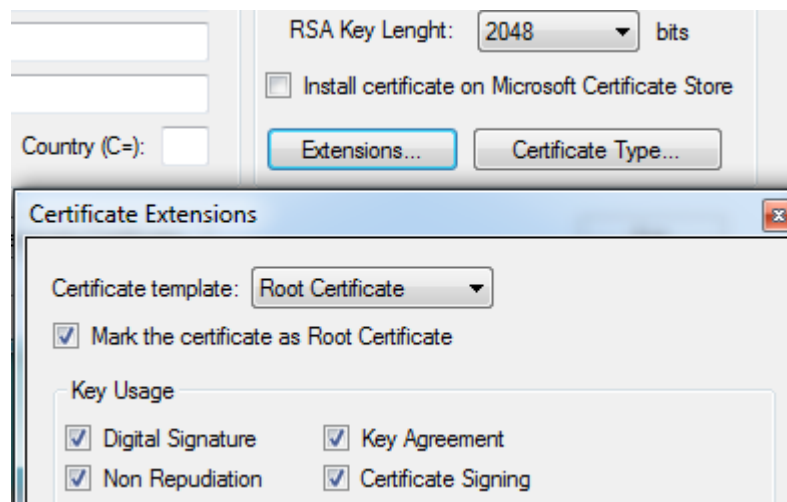 RSA Key Lenght: 2048 bits
Install certificate on Microsoft Certificate Store
Country (C=):
Extensions... Certificate Type...
Certificate Extensions
Certificate template: Root Certificate
Mark the certificate as Root Certificate
Key Usage
Digital Signature Key Agreement
Non Repudiation Certificate Signing